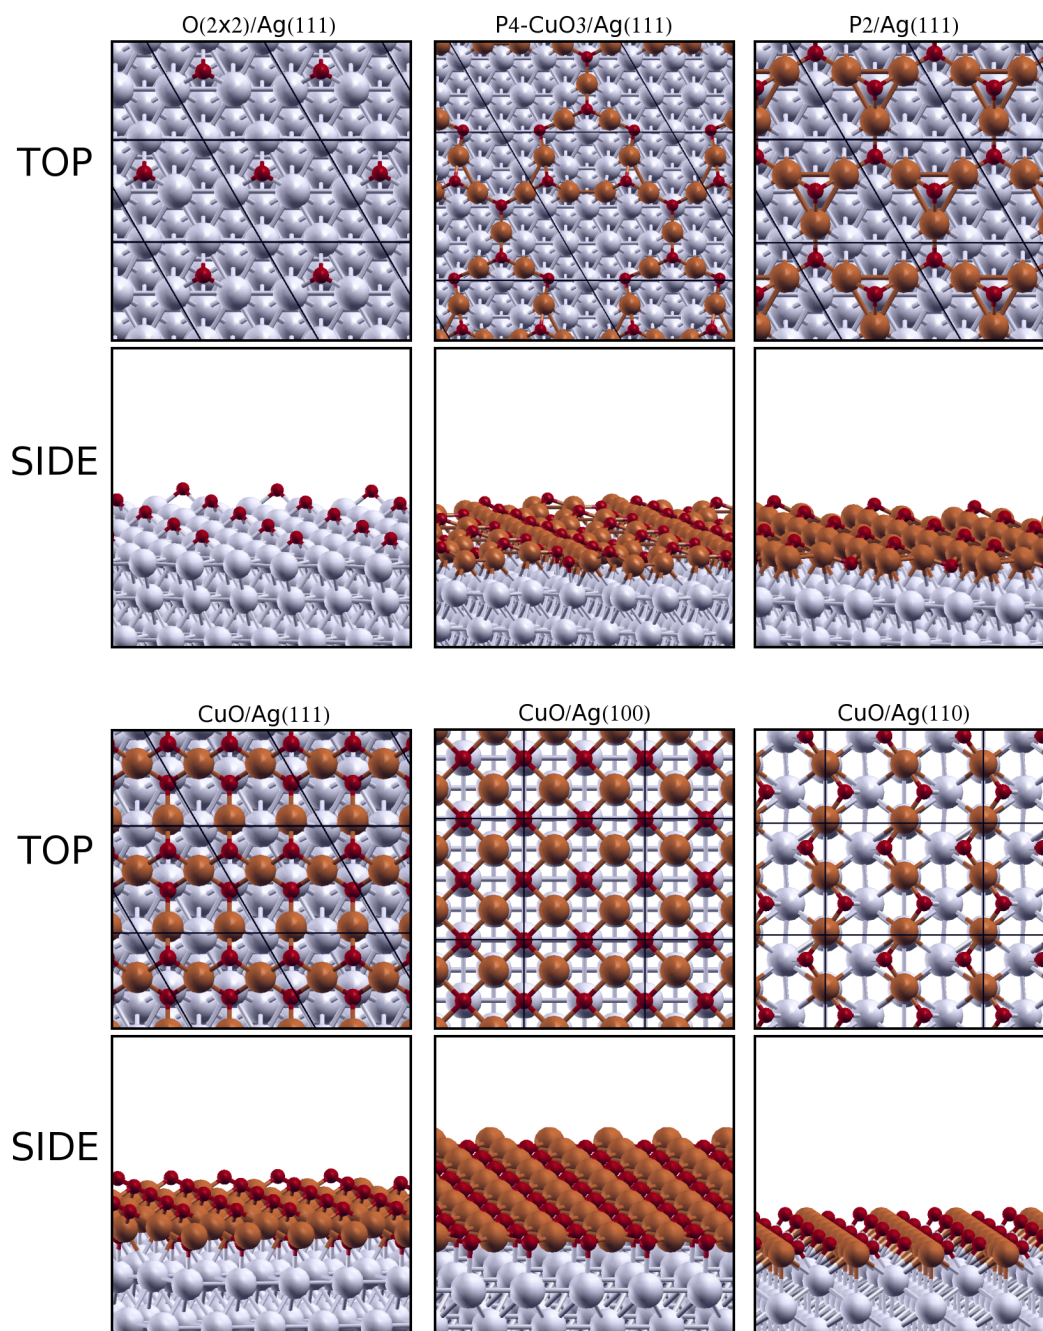 O(2x2)/Ag(111) P4-CuO3/Ag(111) P2/Ag(111)
TOP
SIDE
CuO/Ag(111) CuO/Ag(100) CuO/Ag(110)
TOP
SIDE